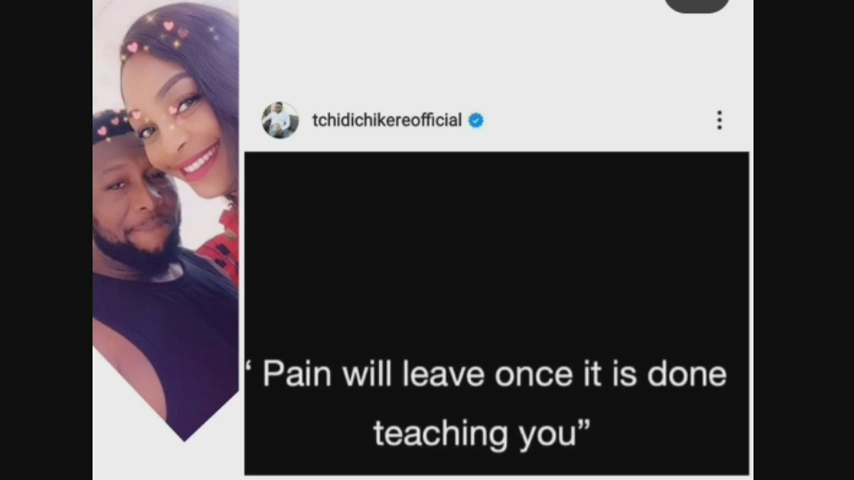 tchidichikereofficial
‘ Pain will leave once it is done
teaching you”